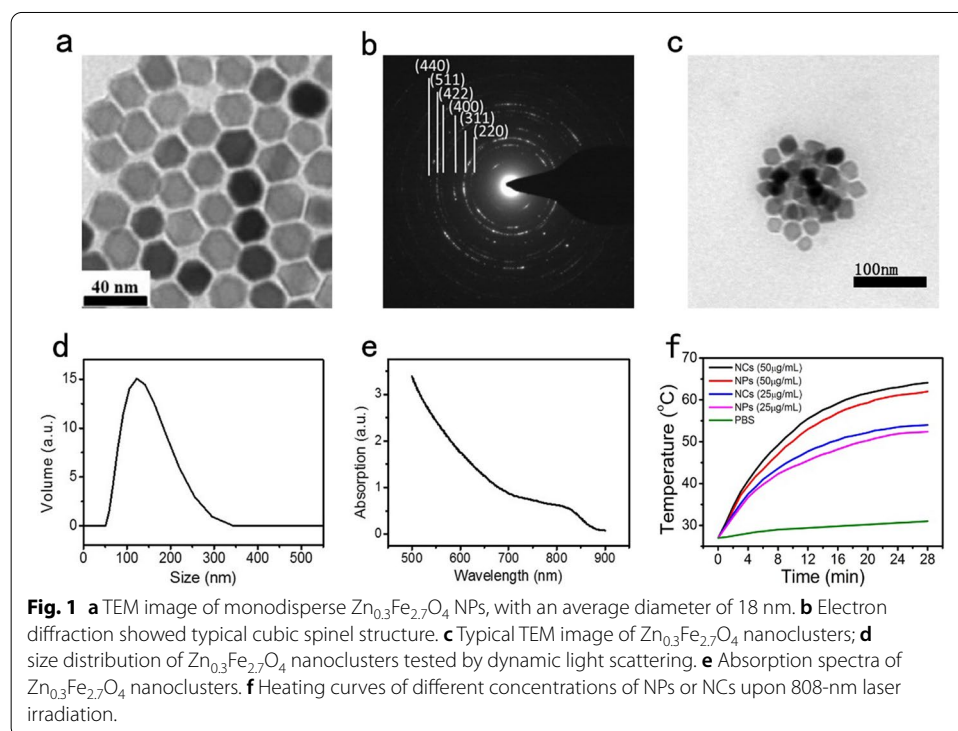 a
b
c
(440)
(511)
(422)
(400)
(311)
(220)
40 nm
100nm
d
e
f
Volume (a.u.)
15
10
5
0
0 100 200 300 400 500
Size (nm)
Absorption (a.u.)
3
2
1
0
500 600 700 800 900
Wavelength (nm)
Temperature (°C)
70
60
50
40
30
NCs (50μg/mL)
NPs (50μg/mL)
NCs (25μg/mL)
NPs (25μg/mL)
PBS
0 4 8 12 16 20 24 28
Time (min)
Fig. 1 a TEM image of monodisperse Zn0.3Fe2.7O4 NPs, with an average diameter of 18 nm. b Electron
diffraction showed typical cubic spinel structure. c Typical TEM image of Zn0.3Fe2.7O4 nanoclusters; d
size distribution of Zn0.3Fe2.7O4 nanoclusters tested by dynamic light scattering. e Absorption spectra of
Zn0.3Fe2.7O4 nanoclusters. f Heating curves of different concentrations of NPs or NCs upon 808-nm laser
irradiation.